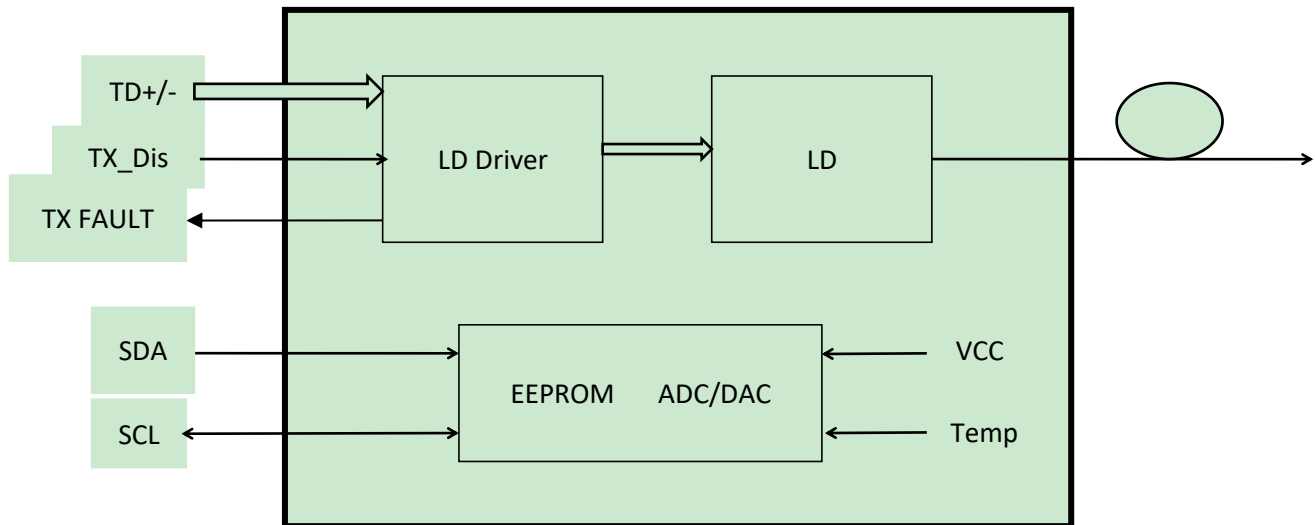 TD+/-
TX_Dis
LD Driver
LD
TX FAULT
SDA
VCC
EEPROM ADC/DAC
SCL
Temp